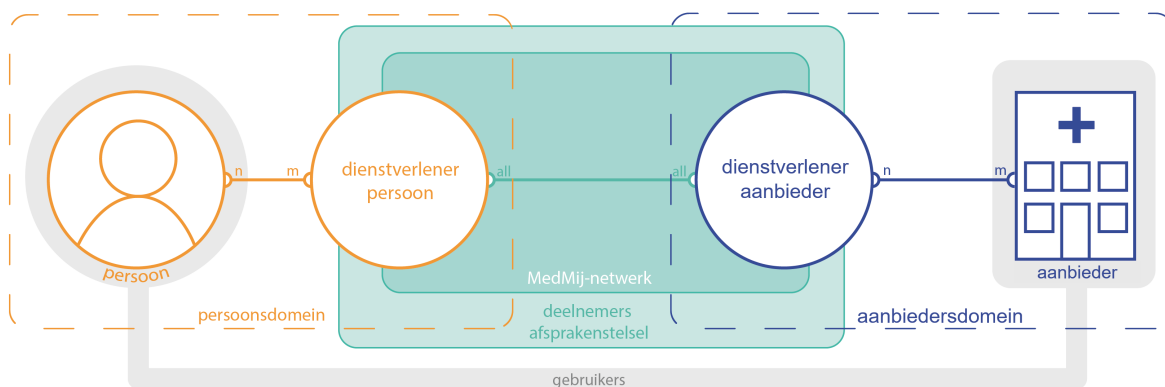 n
m
dienstverlener
persoon
all
all
dienstverlener
aanbieder
n
m
persoon
aanbieder
MedMij-netwerk
persoonsdomein
deelnemers
afsprakenstelsel
aanbiedersdomein
gebruikers